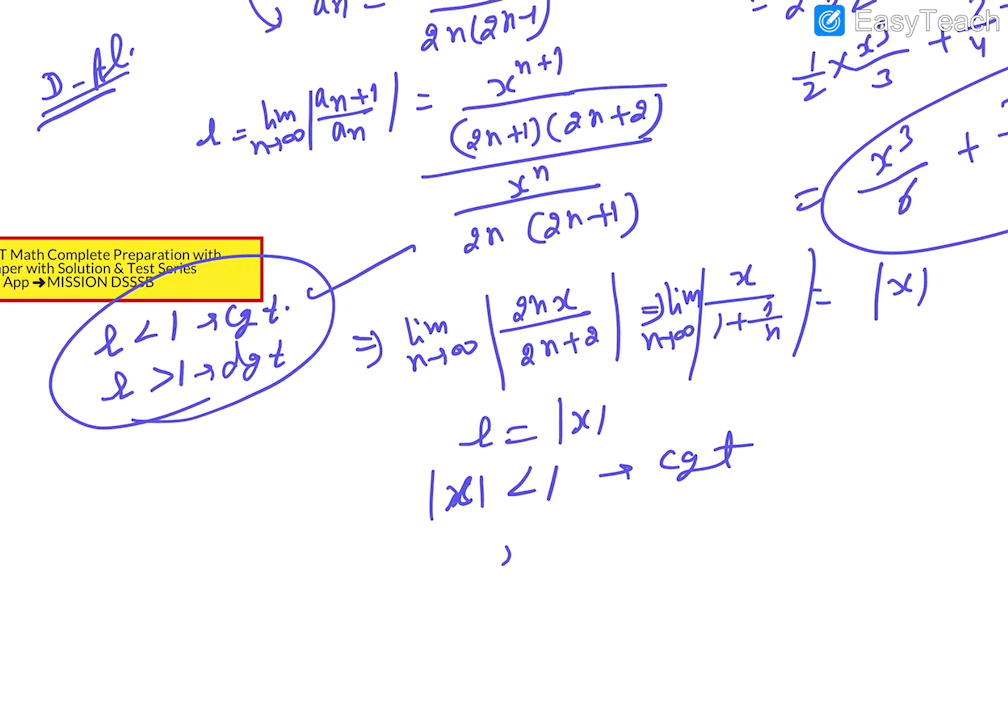 an = 
2n(2n-1)
EasyTeach
1/2 × x³/3 +
D-Al.
l = lim n→∞ |an+1/an| = x^(n+1)/((2n+1)(2n+2)) / x^n/(2n(2n+1))
= x³/6 +
T Math Complete Preparation with
aper with Solution & Test Series
App ➜MISSION DSSSB
l < 1 → cgt.
l > 1 → dgt
⇒ lim n→∞ |2nx/(2n+2)| ⇒ lim n→∞ |x/(1+1/n)| = |x|
l = |x|
|x| < 1 → cgt
,